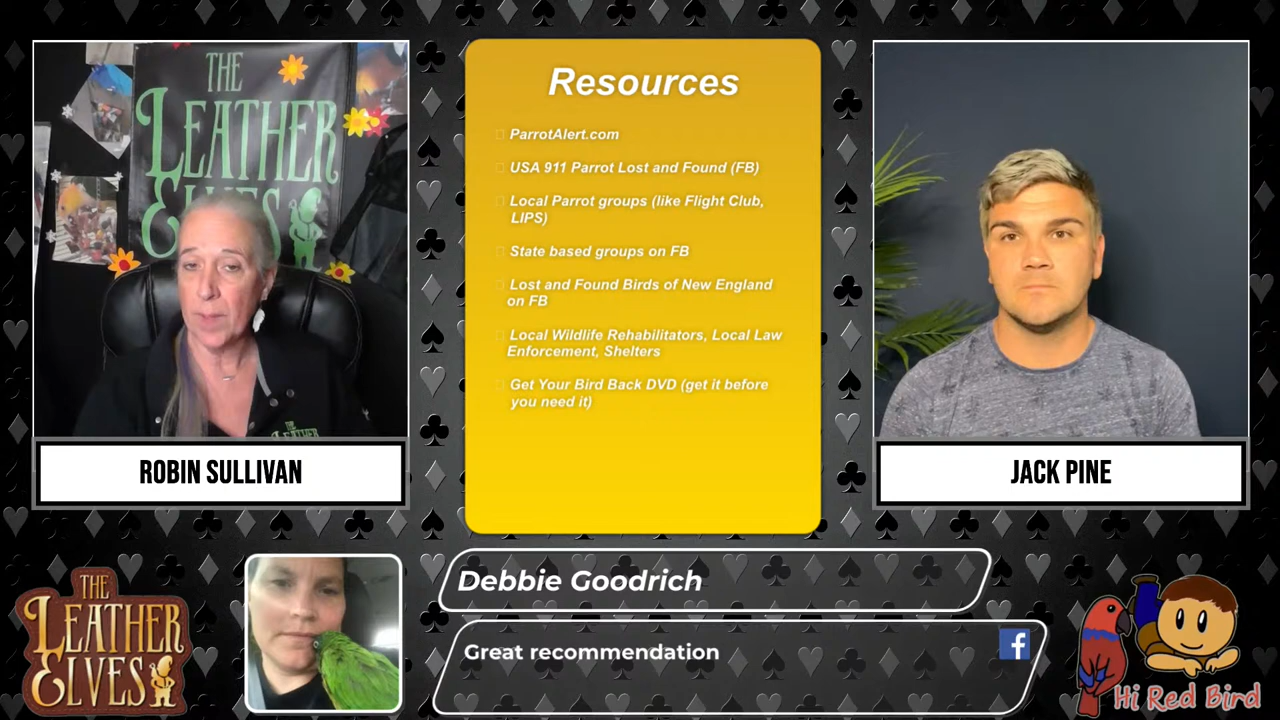 THE
LEATHER
ELVES
Resources
ParrotAlert.com
USA 911 Parrot Lost and Found (FB)
Local Parrot groups (like Flight Club,
LIPS)
State based groups on FB
Lost and Found Birds of New England
on FB
Local Wildlife Rehabilitators, Local Law
Enforcement, Shelters
Get Your Bird Back DVD (get it before
you need it)
ROBIN SULLIVAN
JACK PINE
THE
LEATHER
ELVES
Debbie Goodrich
Great recommendation
f
Hi Red Bird